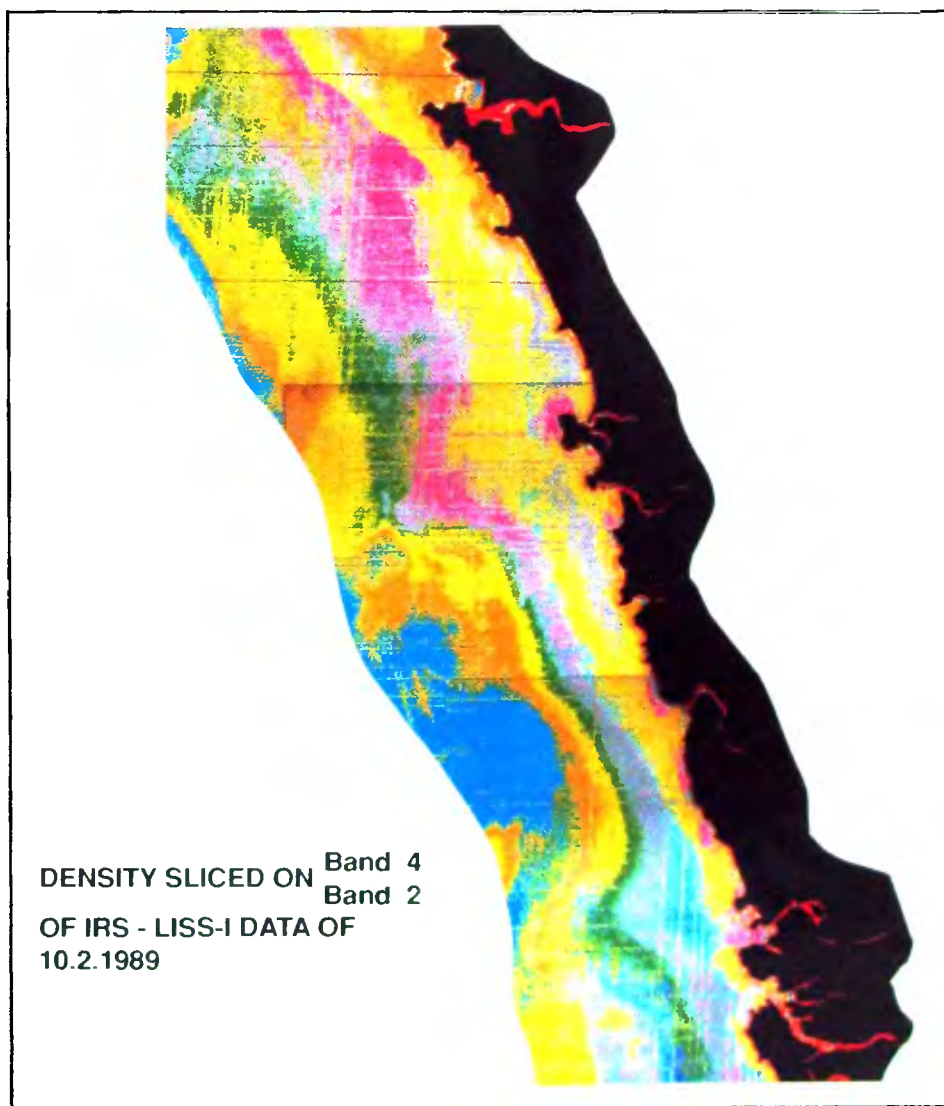 DENSITY SLICED ON Band 4
Band 2
OF IRS - LISS-I DATA OF
10.2.1989